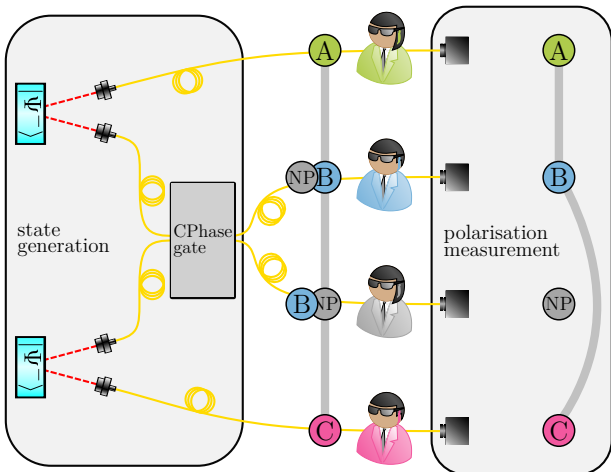 A
A
|Ψ⁻⟩
NP
B
B
state
generation
CPhase
gate
polarisation
measurement
B
NP
NP
|Ψ⁻⟩
C
C